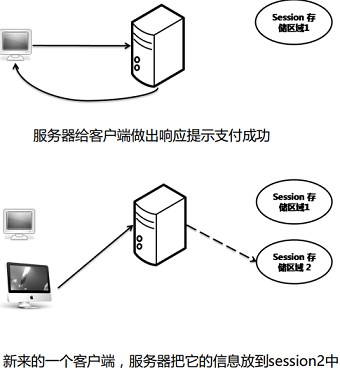 Session 存
储区域1
服务器给客户端做出响应提示支付成功
Session 存
储区域1
Session 存
储区域 2
新来的一个客户端，服务器把它的信息放到session2中